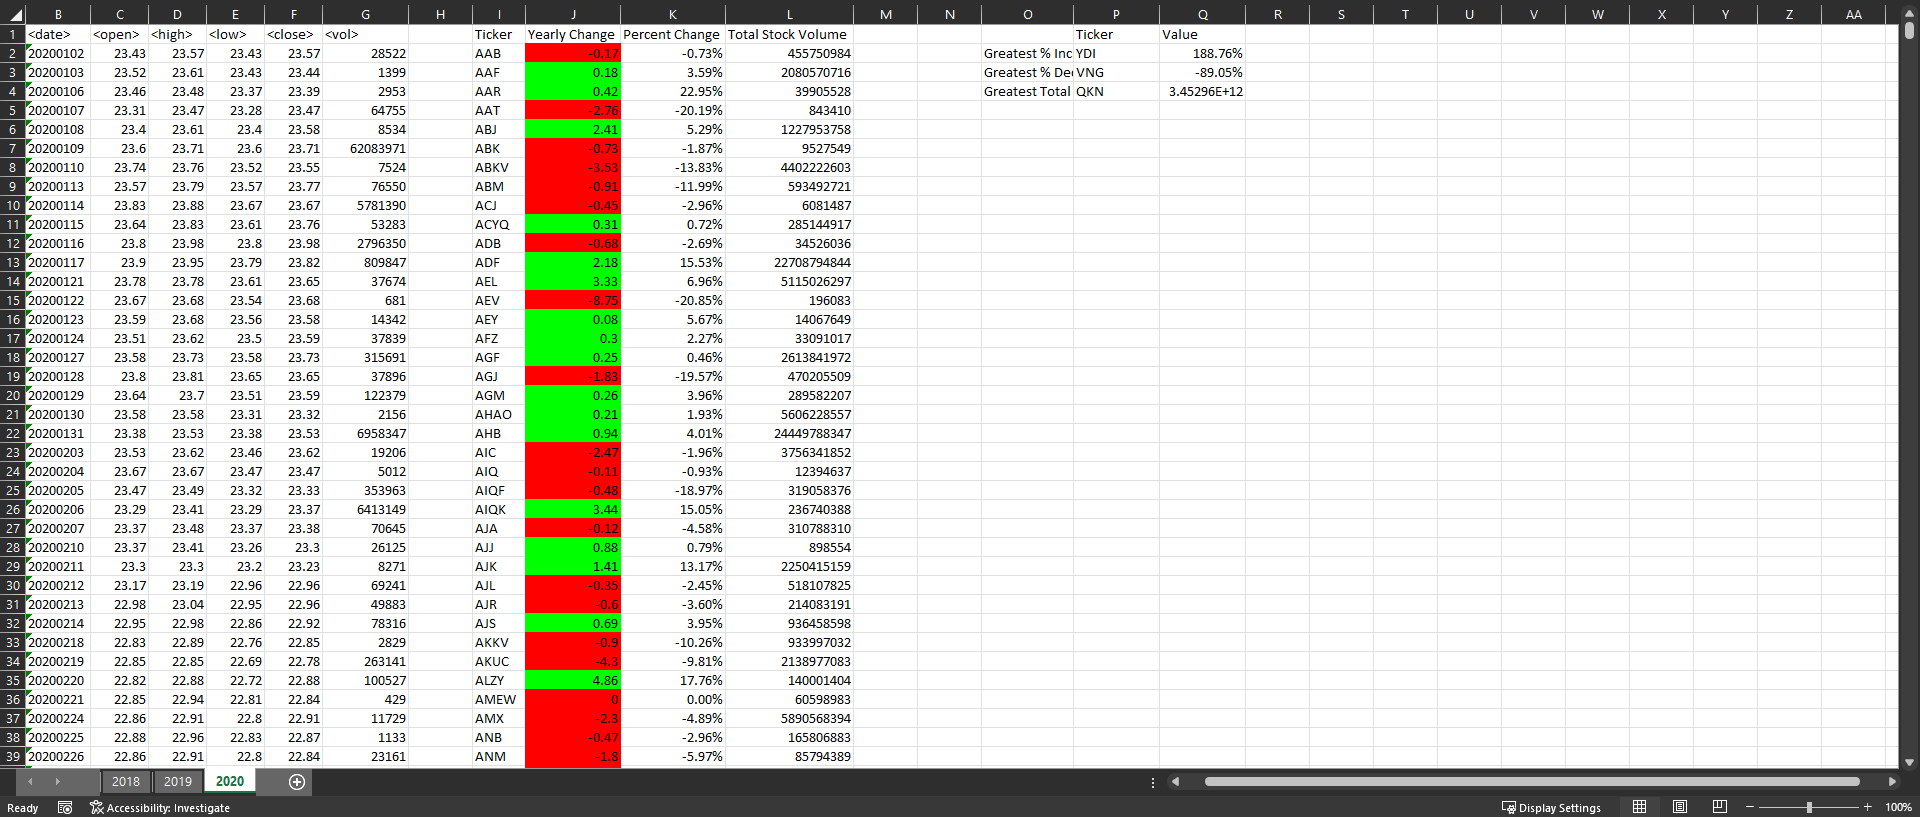 B C D E F G H I J K L M N O P Q R S T U V W X Y Z AA
1 <date> <open> <high> <low> <close> <vol> Ticker Yearly Change Percent Change Total Stock Volume Ticker Value
2 20200102 23.43 23.57 23.43 23.57 28522 AAB -0.17 -0.73% 455750984 Greatest % Inc YDI 188.76%
3 20200103 23.52 23.61 23.43 23.44 1399 AAF 0.18 3.59% 2080570716 Greatest % De VNG -89.05%
4 20200106 23.46 23.48 23.37 23.39 2953 AAR 0.42 22.95% 39905528 Greatest Total QKN 3.45296E+12
5 20200107 23.31 23.47 23.28 23.47 64755 AAT -2.76 -20.19% 843410
6 20200108 23.4 23.61 23.4 23.58 8534 ABJ 2.41 5.29% 1227953758
7 20200109 23.6 23.71 23.6 23.71 62083971 ABK -0.73 -1.87% 9527549
8 20200110 23.74 23.76 23.52 23.55 7524 ABKV -3.53 -13.83% 4402222603
9 20200113 23.57 23.79 23.57 23.77 76550 ABM -0.91 -11.99% 593492721
10 20200114 23.83 23.88 23.67 23.67 5781390 ACJ -0.45 -2.96% 6081487
11 20200115 23.64 23.83 23.61 23.76 53283 ACYQ 0.31 0.72% 285144917
12 20200116 23.8 23.98 23.8 23.98 2796350 ADB -0.68 -2.69% 34526036
13 20200117 23.9 23.95 23.79 23.82 809847 ADF 2.18 15.53% 22708794844
14 20200121 23.78 23.78 23.61 23.65 37674 AEL 3.33 6.96% 5115026297
15 20200122 23.67 23.68 23.54 23.68 681 AEV -8.75 -20.85% 196083
16 20200123 23.59 23.68 23.56 23.58 14342 AEY 0.08 5.67% 14067649
17 20200124 23.51 23.62 23.5 23.59 37839 AFZ 0.3 2.27% 33091017
18 20200127 23.58 23.73 23.58 23.73 315691 AGF 0.25 0.46% 2613841972
19 20200128 23.8 23.81 23.65 23.65 37896 AGJ -1.83 -19.57% 470205509
20 20200129 23.64 23.7 23.51 23.59 122379 AGM 0.26 3.96% 289582207
21 20200130 23.58 23.58 23.31 23.32 2156 AHAO 0.21 1.93% 5606228557
22 20200131 23.38 23.53 23.38 23.53 6958347 AHB 0.94 4.01% 24449788347
23 20200203 23.53 23.62 23.46 23.62 19206 AIC -2.47 -1.96% 3756341852
24 20200204 23.67 23.67 23.47 23.47 5012 AIQ -0.11 -0.93% 12394637
25 20200205 23.47 23.49 23.32 23.33 353963 AIQF -0.48 -18.97% 319058376
26 20200206 23.29 23.41 23.29 23.37 6413149 AIQK 3.44 15.05% 236740388
27 20200207 23.37 23.48 23.37 23.38 70645 AJA -0.12 -4.58% 310788310
28 20200210 23.37 23.41 23.26 23.3 26125 AJJ 0.88 0.79% 898554
29 20200211 23.3 23.3 23.2 23.23 8271 AJK 1.41 13.17% 2250415159
30 20200212 23.17 23.19 22.96 22.96 69241 AJL -0.35 -2.45% 518107825
31 20200213 22.98 23.04 22.95 22.96 49883 AJR -0.6 -3.60% 214083191
32 20200214 22.95 22.98 22.86 22.92 78316 AJS 0.69 3.95% 936458598
33 20200218 22.83 22.89 22.76 22.85 2829 AKKV -0.9 -10.26% 933997032
34 20200219 22.85 22.85 22.69 22.78 263141 AKUC -4.3 -9.81% 2138977083
35 20200220 22.82 22.88 22.72 22.88 100527 ALZY 4.86 17.76% 140001404
36 20200221 22.85 22.94 22.81 22.84 429 AMEW 0 0.00% 60598983
37 20200224 22.86 22.91 22.8 22.91 11729 AMX -2.3 -4.89% 5890568394
38 20200225 22.88 22.96 22.83 22.87 1133 ANB -0.47 -2.96% 165806883
39 20200226 22.86 22.91 22.8 22.84 23161 ANM -1.8 -5.97% 85794389
2018 2019 2020
Ready Accessibility: Investigate Display Settings 100%